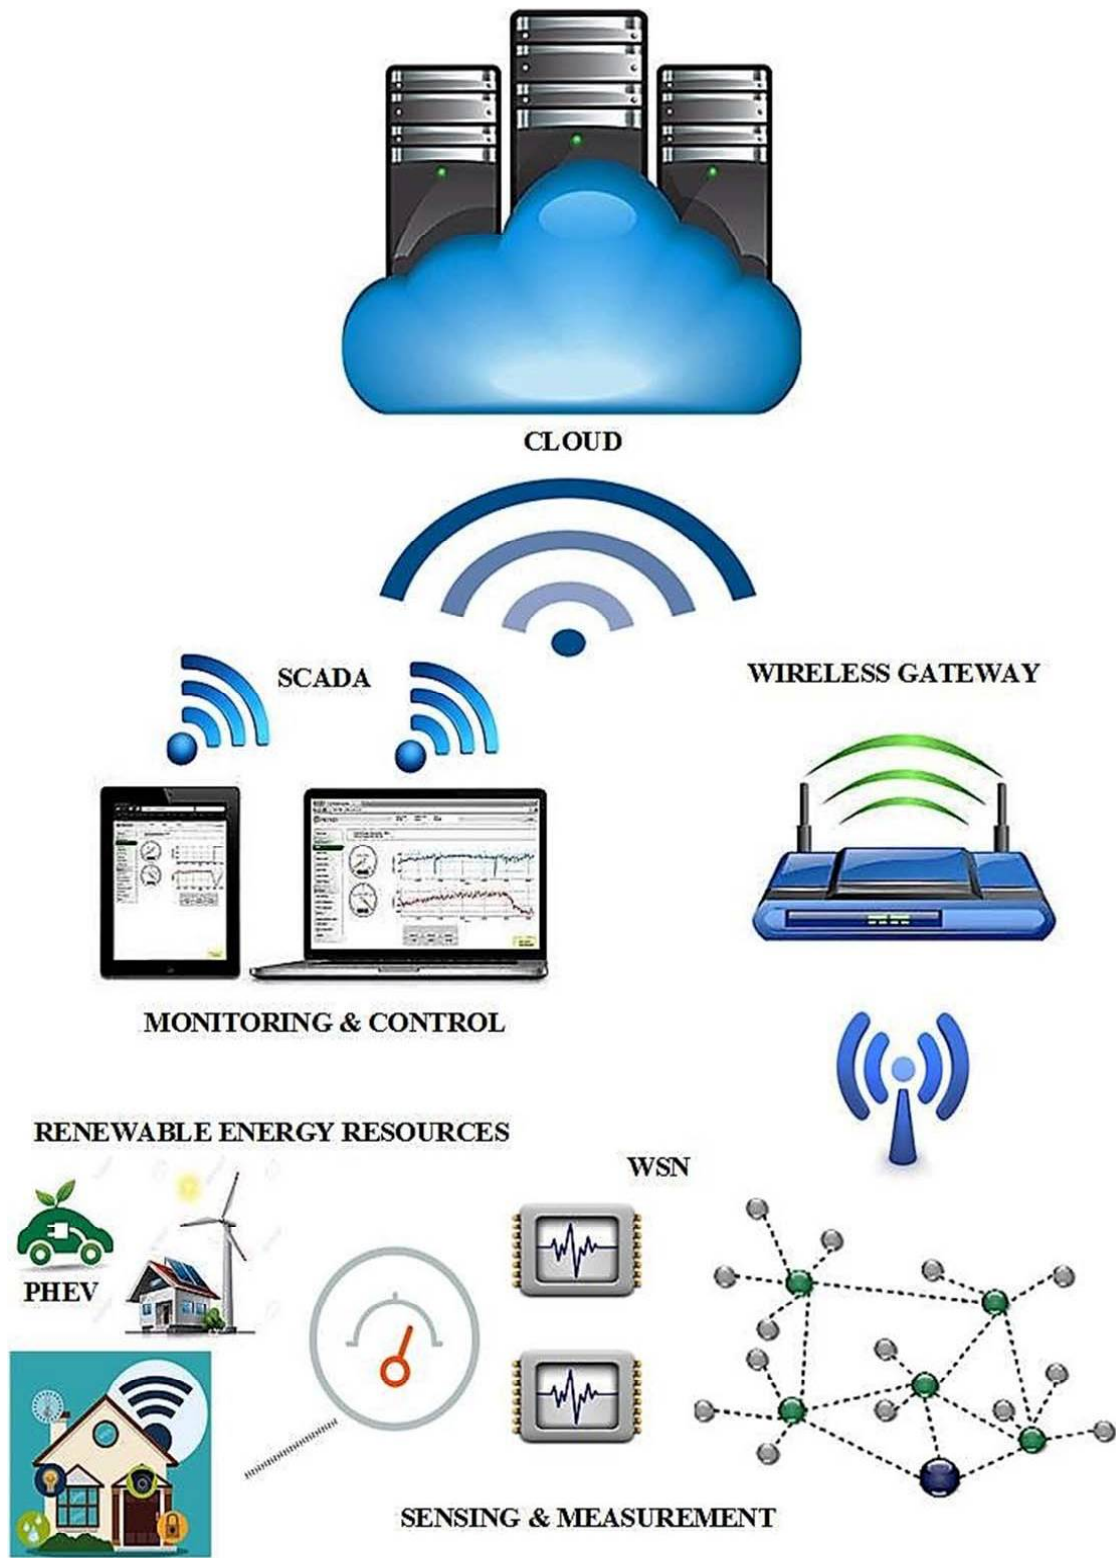 CLOUD
SCADA
WIRELESS GATEWAY
MONITORING & CONTROL
RENEWABLE ENERGY RESOURCES
WSN
PHEV
SENSING & MEASUREMENT